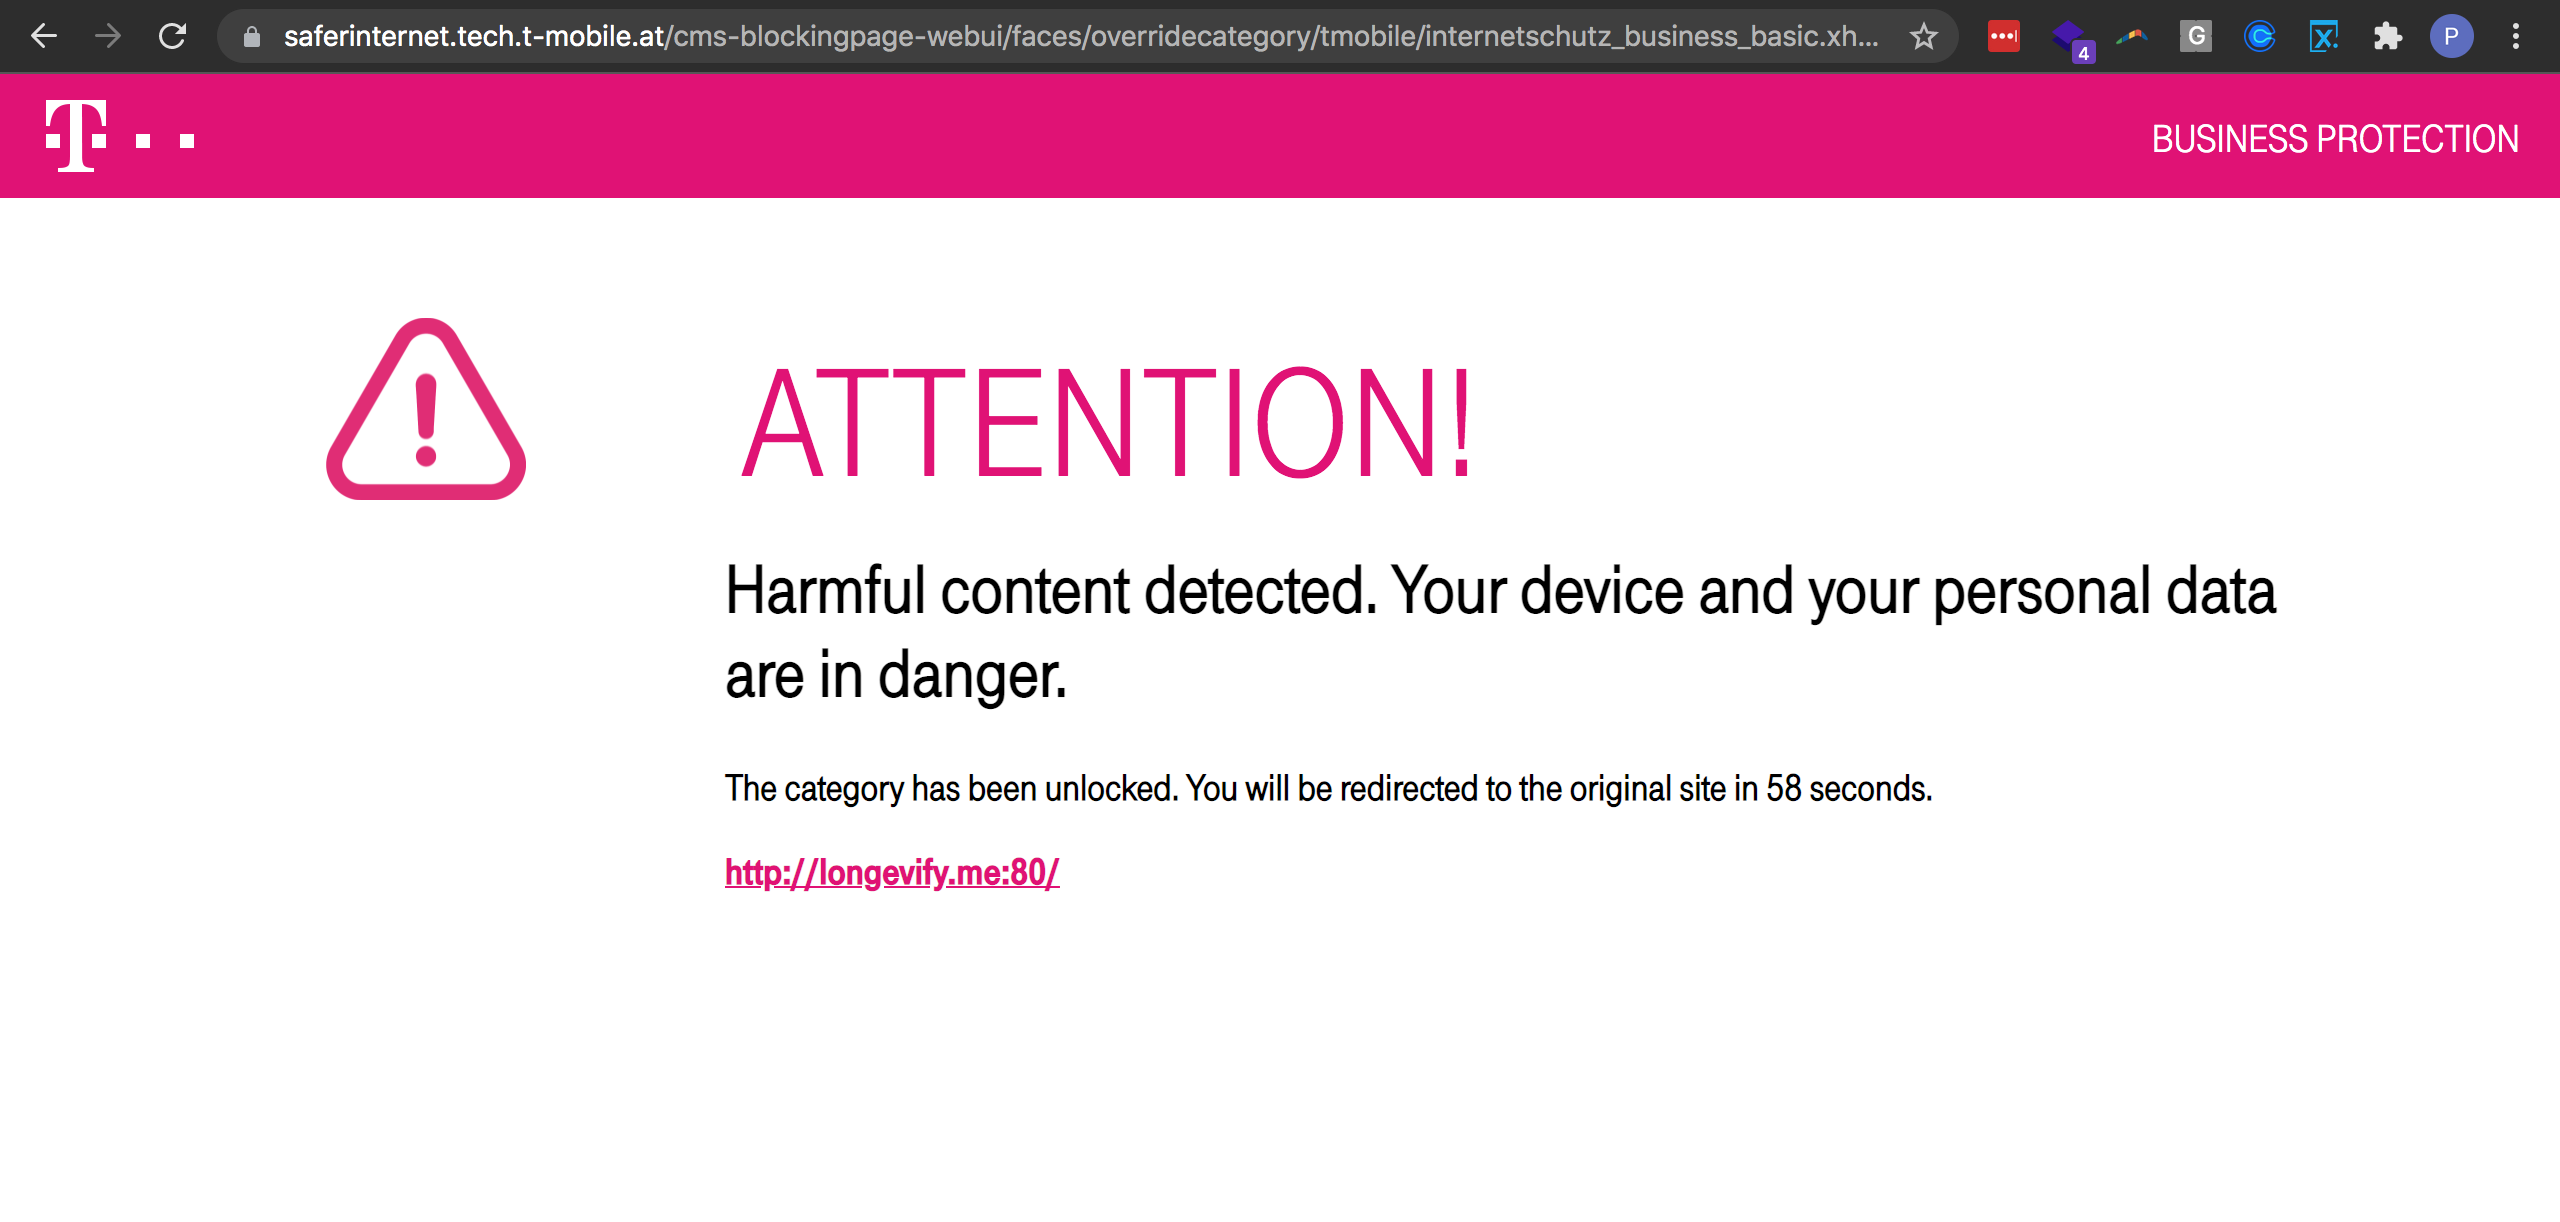 saferinternet.tech.t-mobile.at/cms-blockingpage-webui/faces/overridecategory/tmobile/internetschutz_business_basic.xh...
4
G
P
T
BUSINESS PROTECTION
ATTENTION!
Harmful content detected. Your device and your personal data
are in danger.
The category has been unlocked. You will be redirected to the original site in 58 seconds.
http://longevify.me:80/